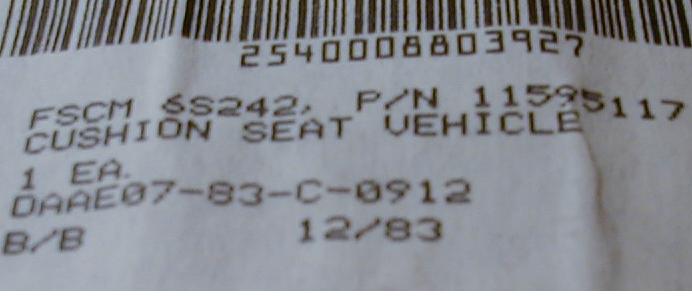 2540008803927
FSCM 6S242, P/N 11595117
CUSHION SEAT VEHICLE
1 EA.
DAAE07-83-C-0912
B/B 12/83